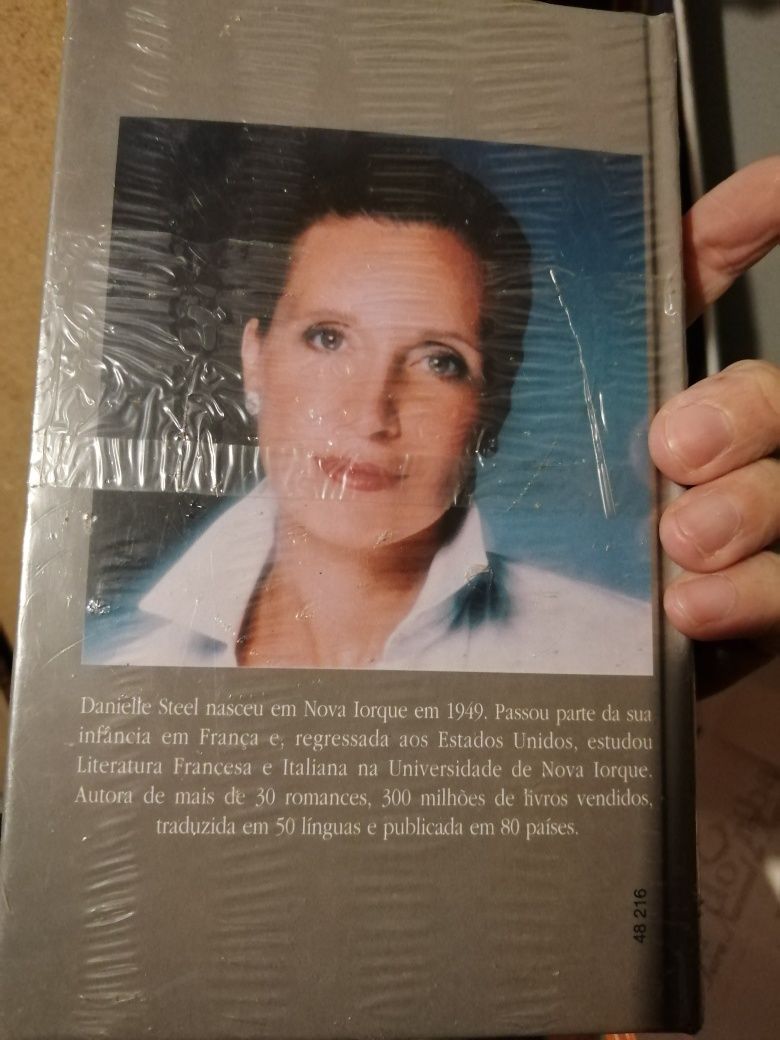 Danielle Steel nasceu em Nova Iorque em 1949. Passou parte da sua
infância em França e, regressada aos Estados Unidos, estudou
Literatura Francesa e Italiana na Universidade de Nova Iorque.
Autora de mais de 30 romances, 300 milhões de livros vendidos,
traduzida em 50 línguas e publicada em 80 países.
48 216